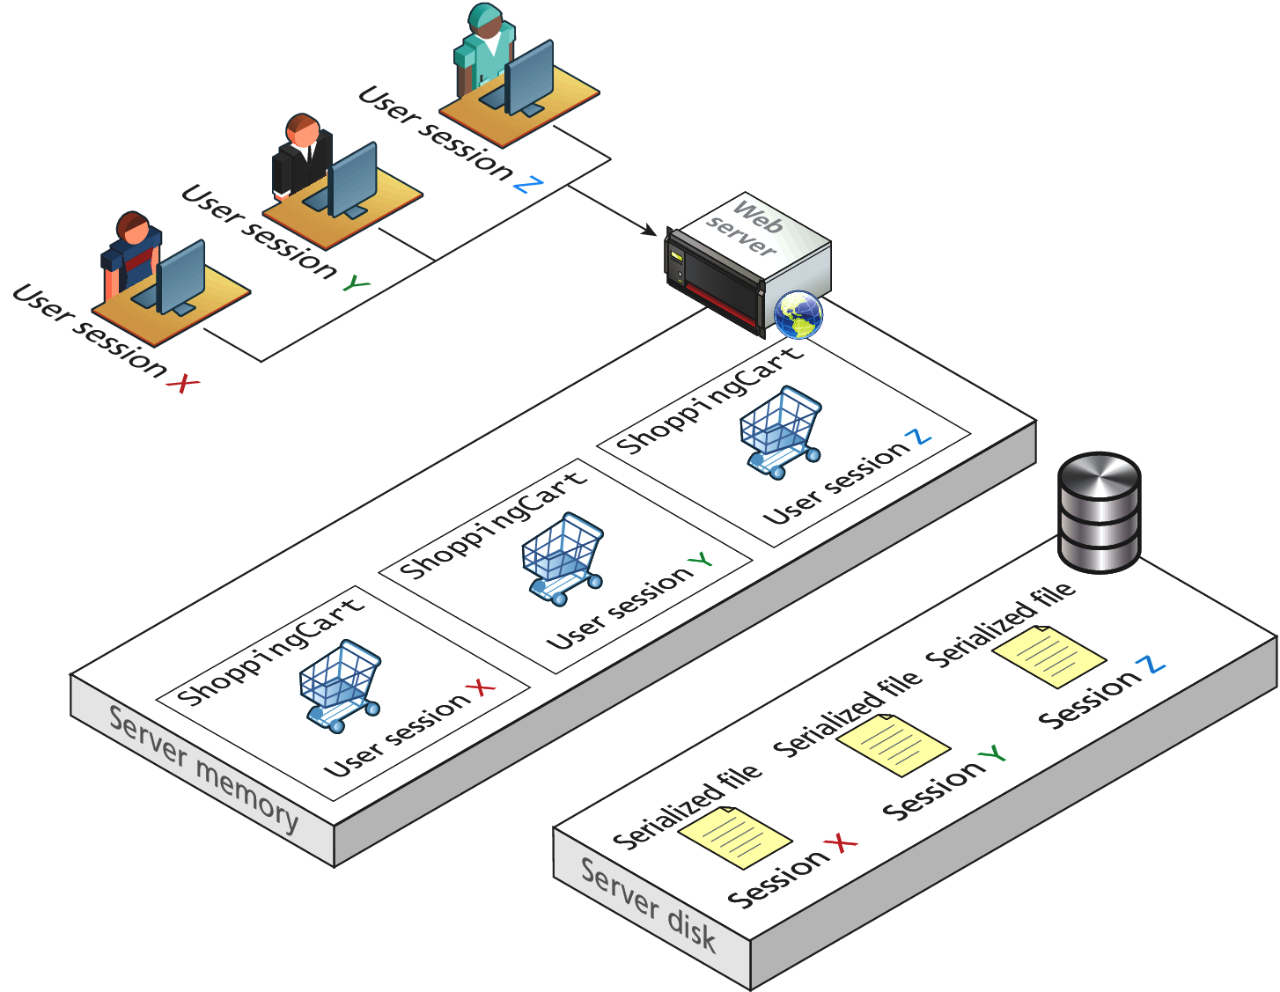 User session Z
User session Y
User session X
Web
server
ShoppingCart
User session Z
ShoppingCart
User session Y
ShoppingCart
User session X
Server memory
Serialized file
Session Z
Serialized file
Session Y
Serialized file
Session X
Server disk